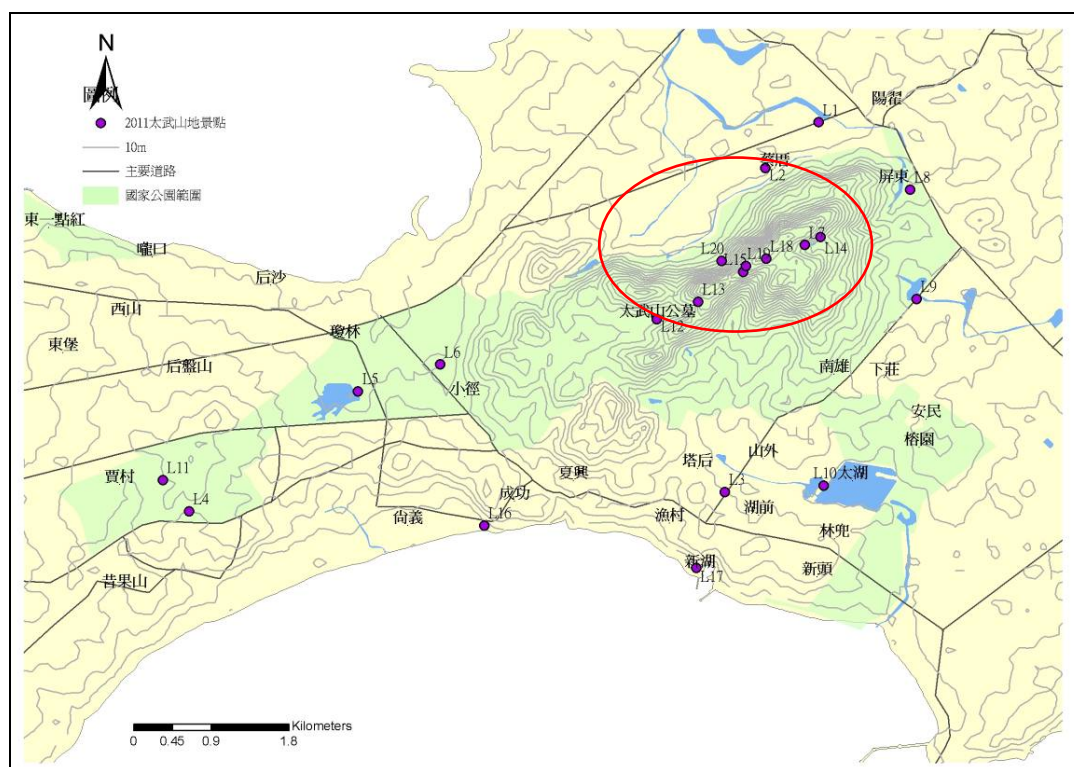 N
圖例
2011太武山地景點
10m
主要道路
國家公園範圍
陽翟
L1
蔡厝
L2
屏東
L8
東一點紅
嚨口
后沙
L7
L14
L18
L19
L15
L20
L13
太武山公墓
L12
L9
西山
東堡
瓊林
后盤山
L6
小徑
L5
南雄
下莊
安民
榕園
賈村
L11
L4
夏興
塔后
山外
L10
太湖
成功
L3
尚義
L16
漁村
湖前
林兜
昔果山
新湖
L17
新頭
Kilometers
0 0.45 0.9 1.8